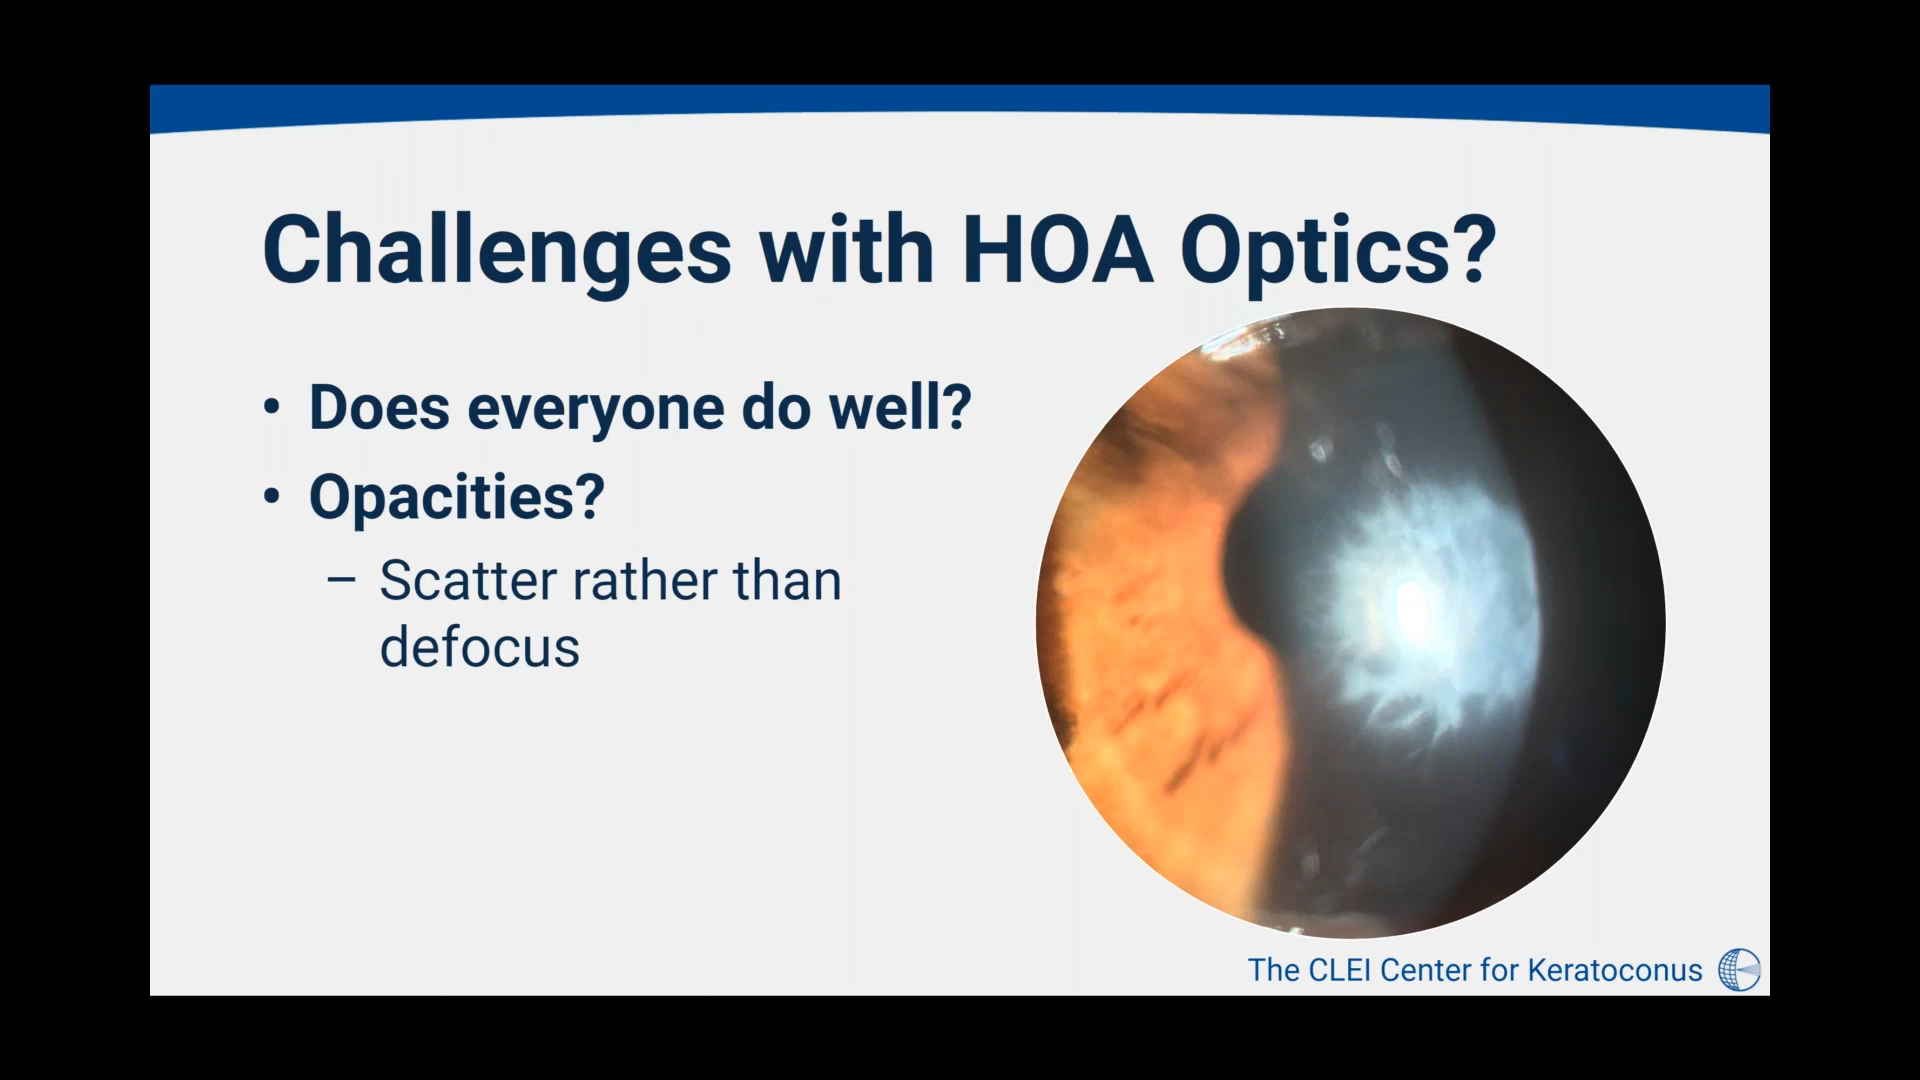 Challenges with HOA Optics?
• Does everyone do well?
• Opacities?
– Scatter rather than
defocus
The CLEI Center for Keratoconus